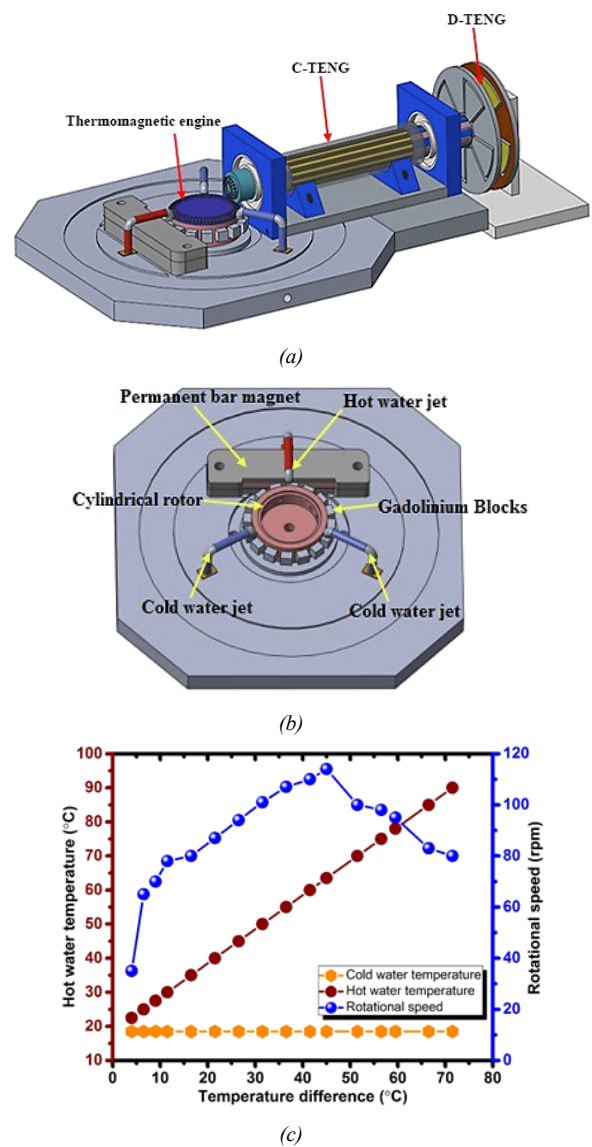 D-TENG
C-TENG
Thermomagnetic engine
(a)
Permanent bar magnet
Hot water jet
Cylindrical rotor
Gadolinium Blocks
Cold water jet
Cold water jet
(b)
100
90
80
70
60
50
40
30
20
10
Hot water temperature (°C)
120
100
80
60
40
20
0
Rotational speed (rpm)
Cold water temperature
Hot water temperature
Rotational speed
0 10 20 30 40 50 60 70 80
Temperature difference (°C)
(c)